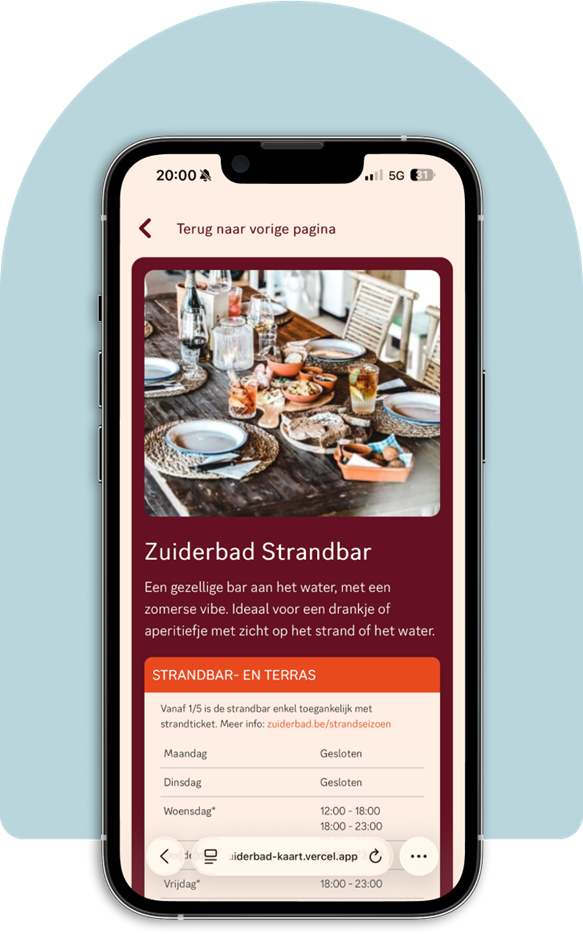 20:00
5G
31
Terug naar vorige pagina
Zuiderbad Strandbar
Een gezellige bar aan het water, met een
zomerse vibe. Ideaal voor een drankje of
aperitiefje met zicht op het strand of het water.
STRANDBAR- EN TERRAS
Vanaf 1/5 is de strandbar enkel toegankelijk met
strandticket. Meer info: zuiderbad.be/strandseizoen
Maandag Gesloten
Dinsdag Gesloten
Woensdag* 12:00 - 18:00
18:00 - 23:00
uiderbad-kaart.vercel.app
Vrijdag* 18:00 - 23:00